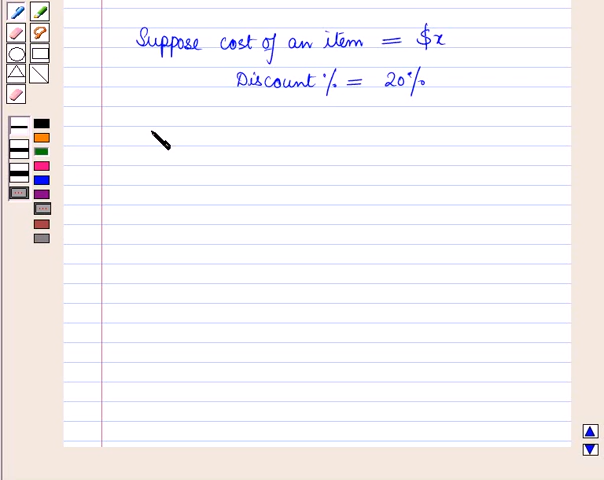 Suppose cost of an item = $x
Discount % = 20%